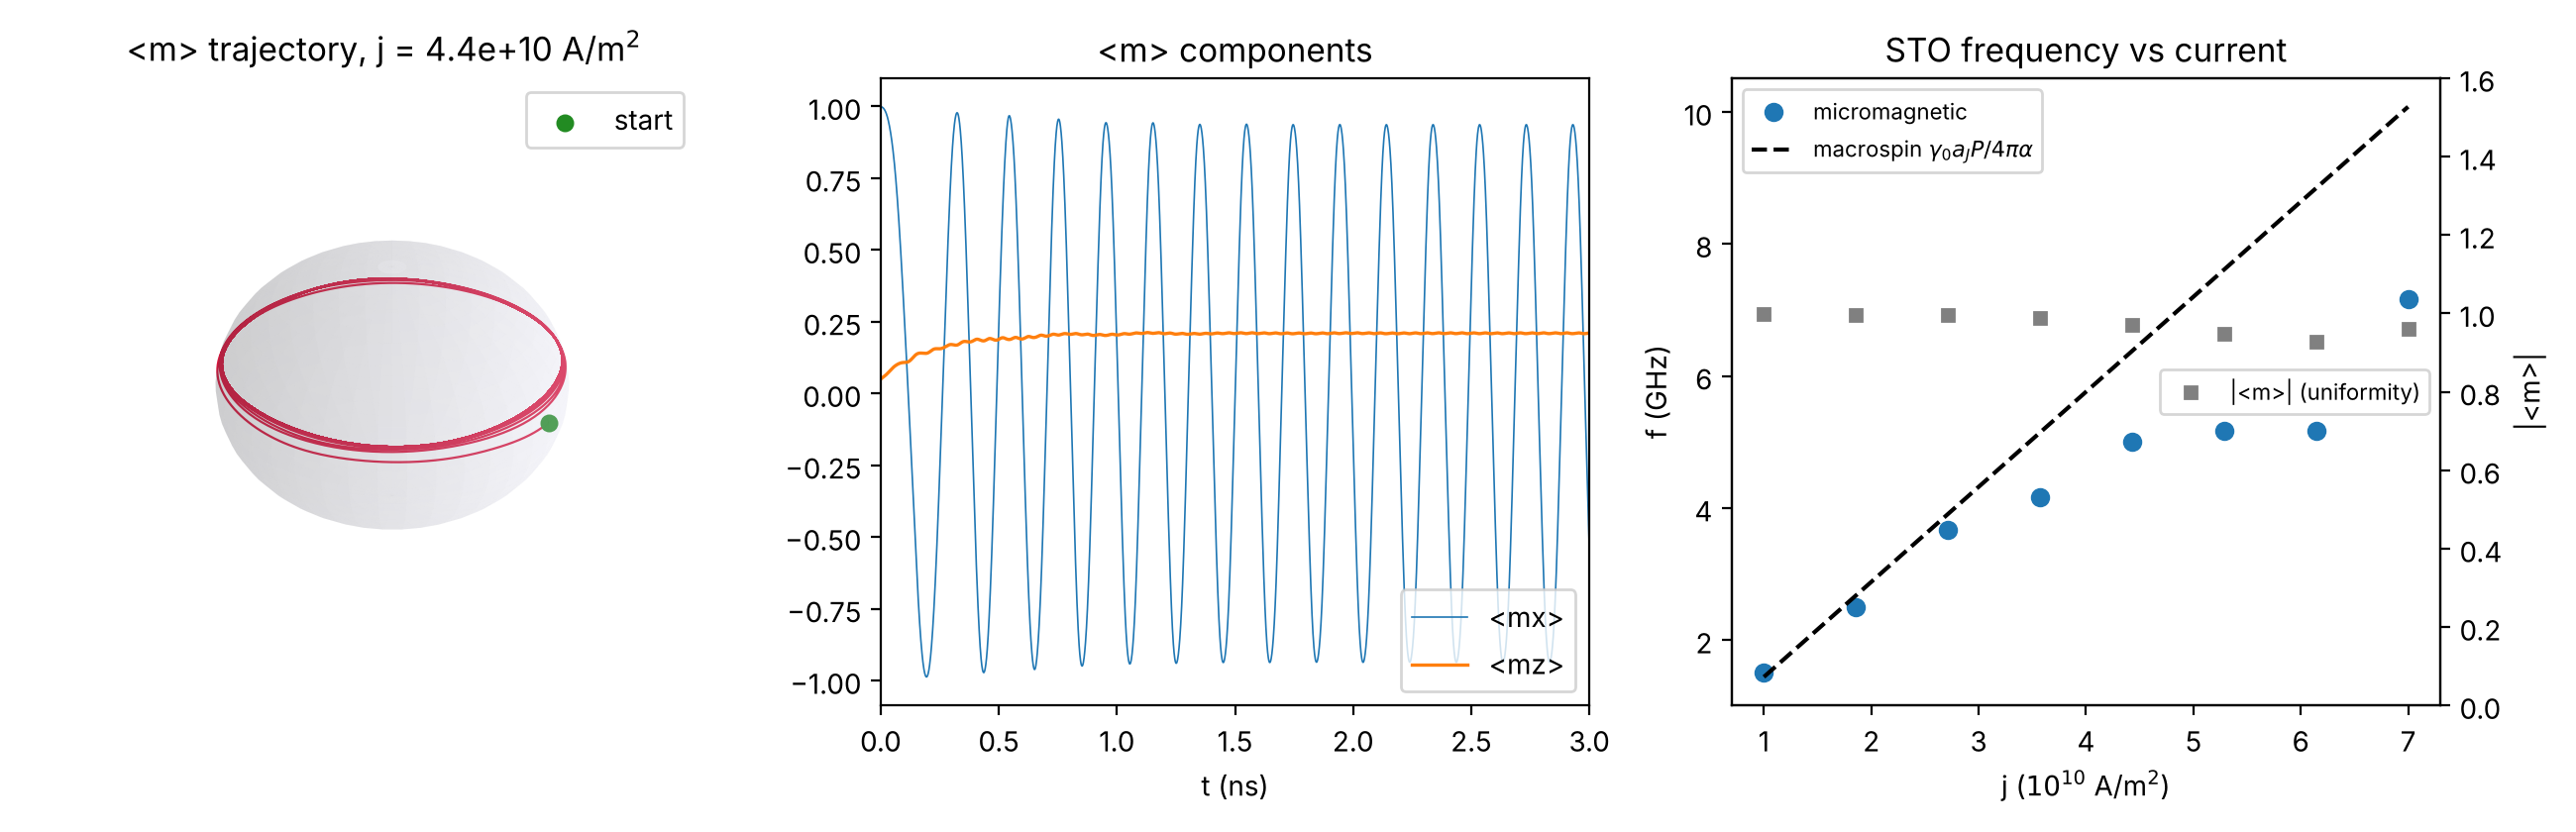 <m> trajectory, j = 4.4e+10 A/m²
start
<m> components
1.00
0.75
0.50
0.25
0.00
−0.25
−0.50
−0.75
−1.00
<mx>
<mz>
0.0 0.5 1.0 1.5 2.0 2.5 3.0
t (ns)
STO frequency vs current
micromagnetic
macrospin γ₀a_JP/4πα
|<m>| (uniformity)
f (GHz)
10
8
6
4
2
1.6
1.4
1.2
1.0
0.8
0.6
0.4
0.2
0.0
|<m>|
1 2 3 4 5 6 7
j (10¹⁰ A/m²)